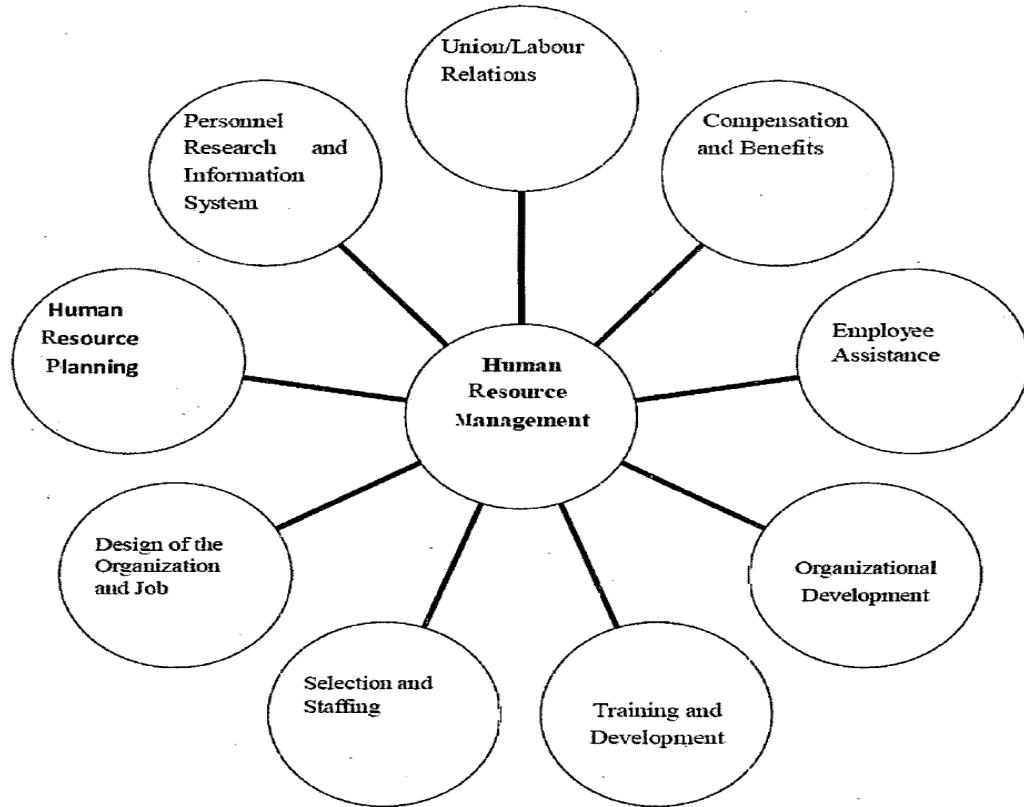 Union/Labour
Relations
Compensation
and Benefits
Personnel
Research and
Information
System
Employee
Assistance
Human
Resource
Planning
Human
Resource
Management
Design of the
Organization
and Job
Organizational
Development
Selection and
Staffing
Training and
Development